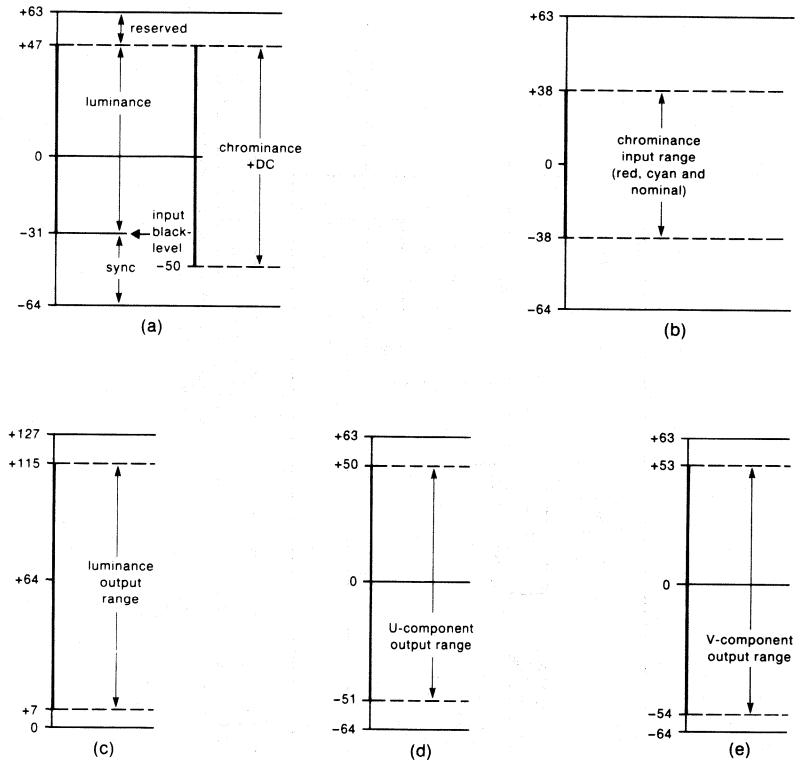 +63
reserved
+47
luminance
chrominance
+DC
0
input
black-
level
−31
−50
sync
−64
(a)
+63
+38
chrominance
input range
(red, cyan and
nominal)
0
−38
−64
(b)
+127
+115
luminance
output
range
+64
+7
0
(c)
+63
+50
0
U-component
output range
−51
−64
(d)
+63
+53
0
V-component
output range
−54
−64
(e)